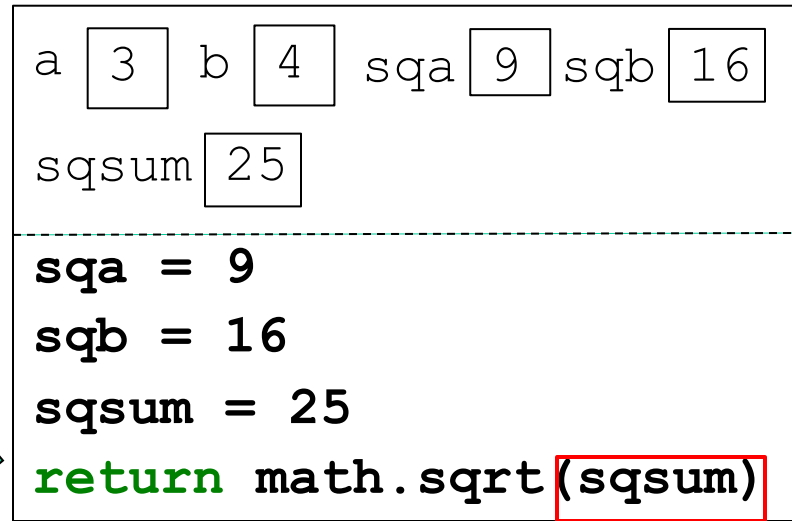 a 3 b 4 sqa 9 sqb 16
sqsum 25
sqa = 9
sqb = 16
sqsum = 25
return math.sqrt(sqsum)